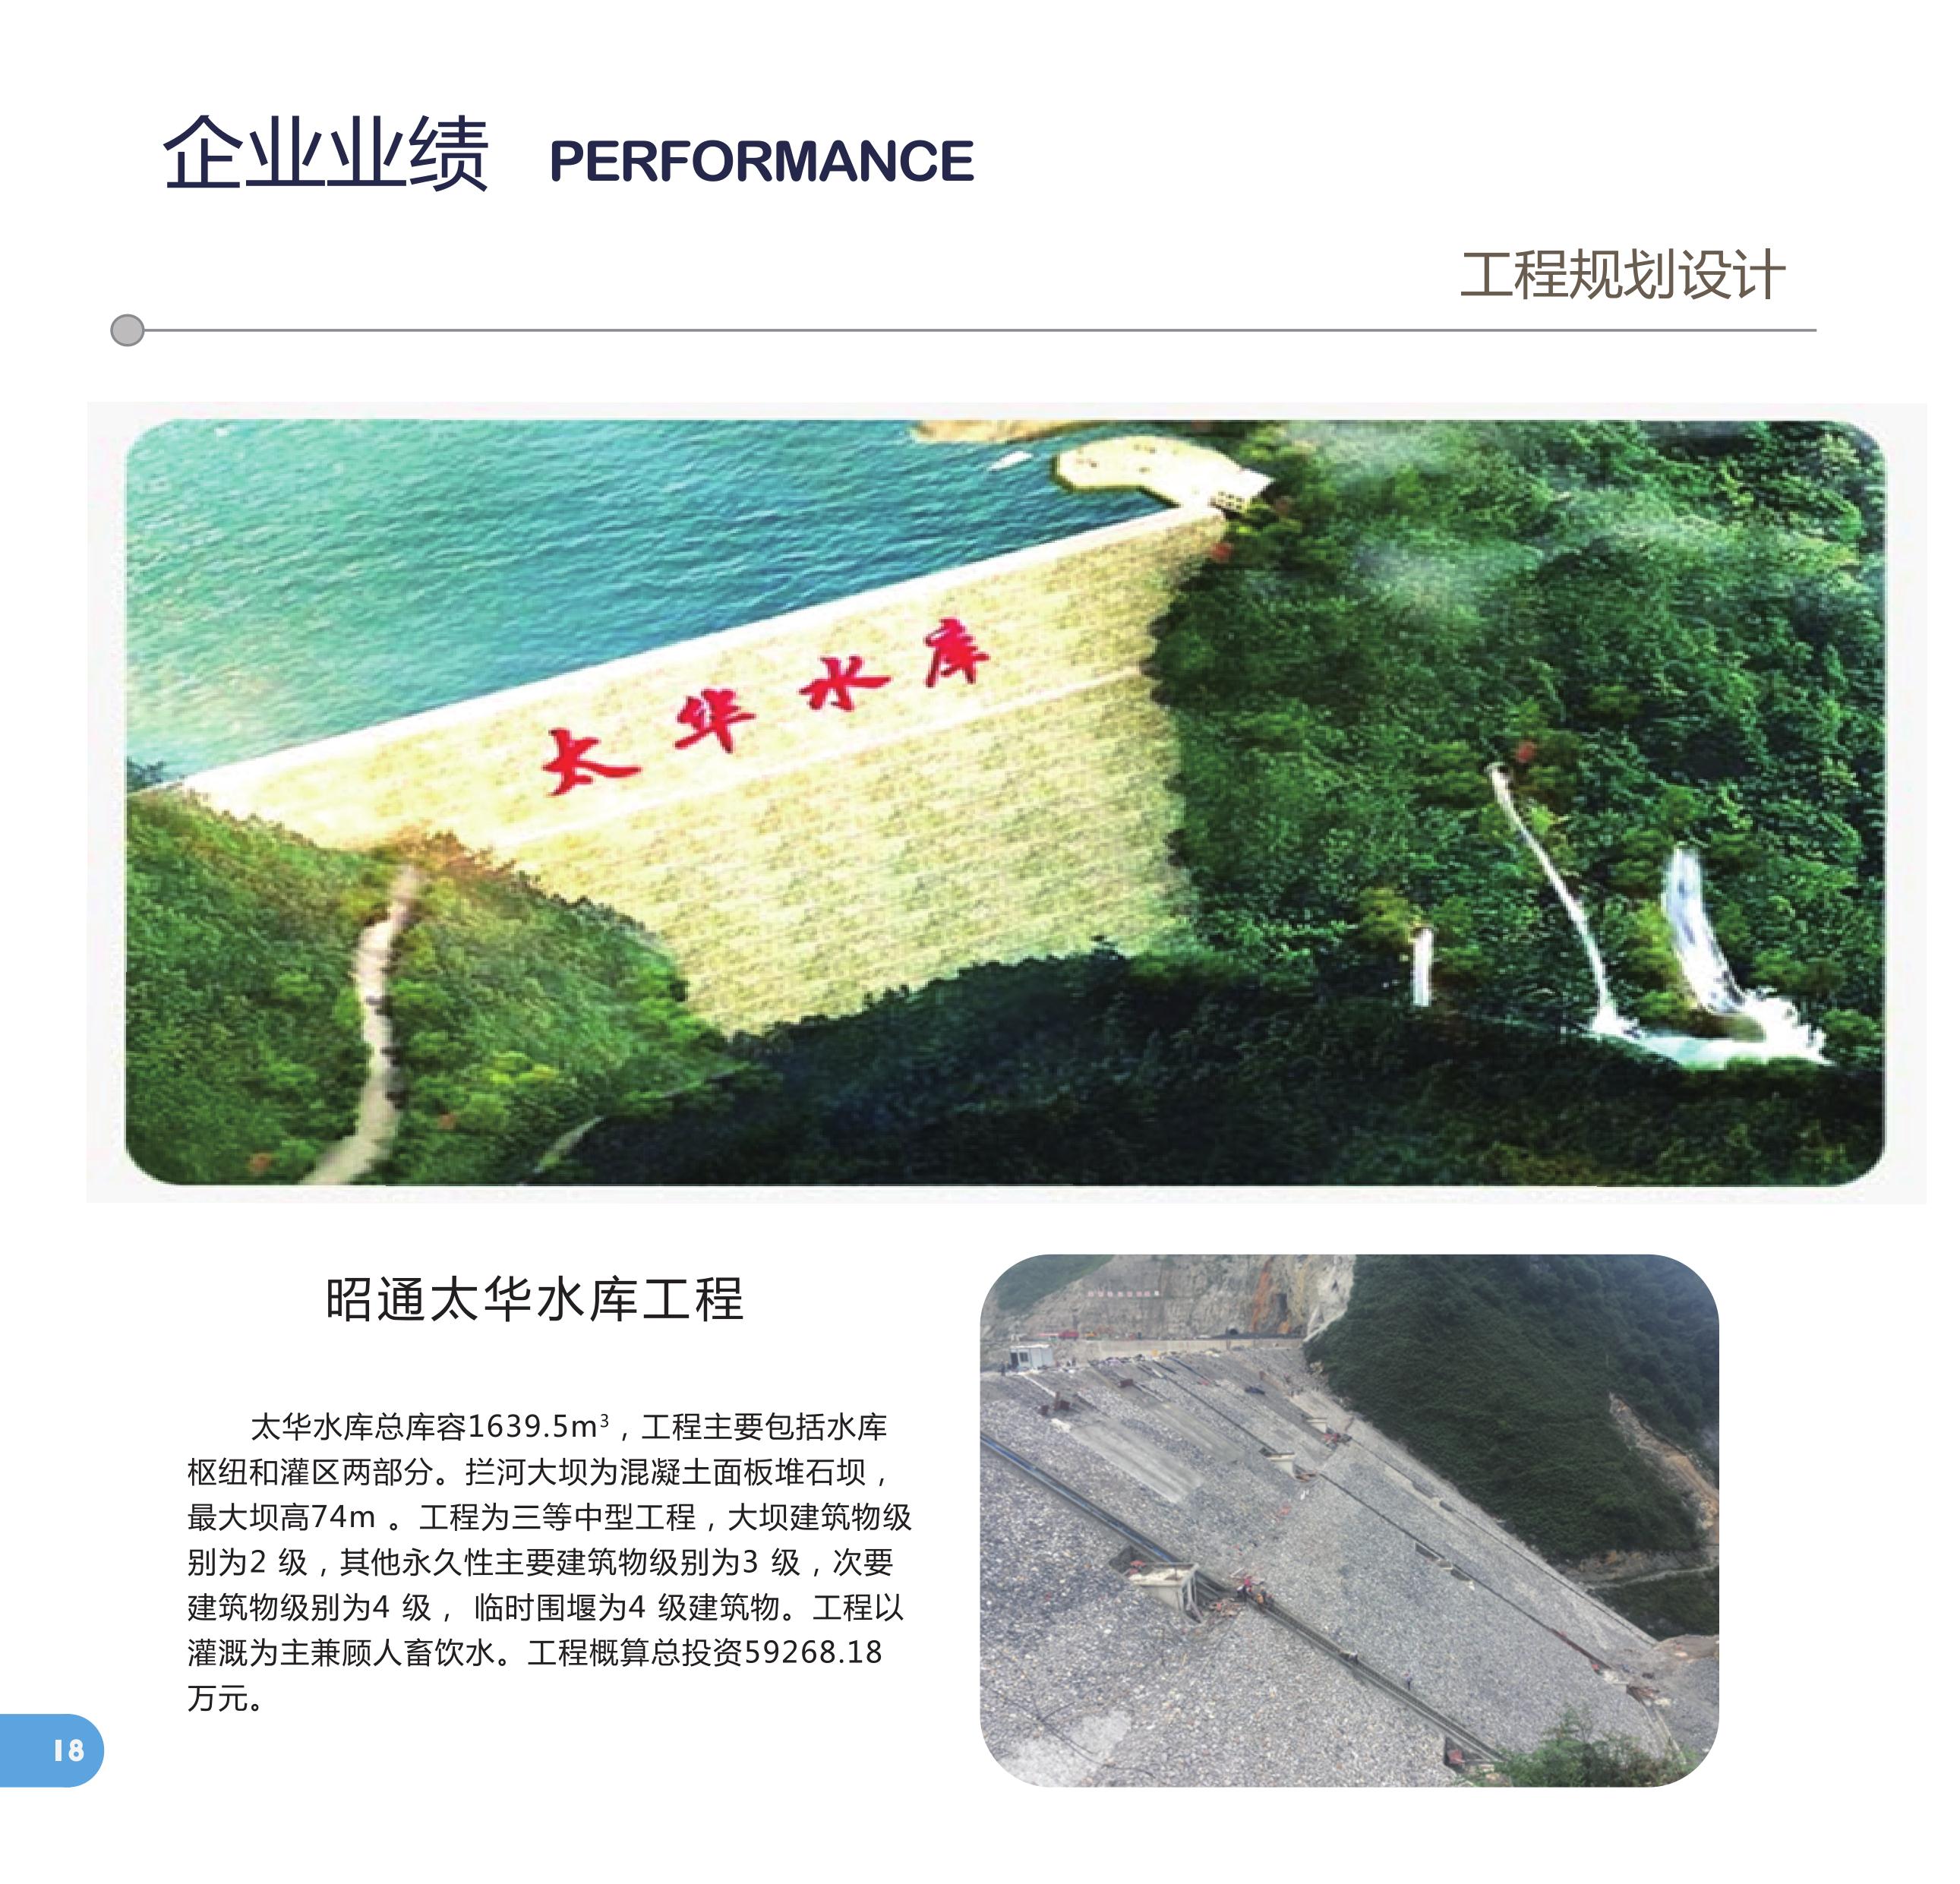 企业业绩 PERFORMANCE
工程规划设计
太华水库
昭通太华水库工程
太华水库总库容1639.5m³，工程主要包括水库
枢纽和灌区两部分。拦河大坝为混凝土面板堆石坝，
最大坝高74m 。工程为三等中型工程，大坝建筑物级
别为2 级，其他永久性主要建筑物级别为3 级，次要
建筑物级别为4 级， 临时围堰为4 级建筑物。工程以
灌溉为主兼顾人畜饮水。工程概算总投资59268.18
万元。
18